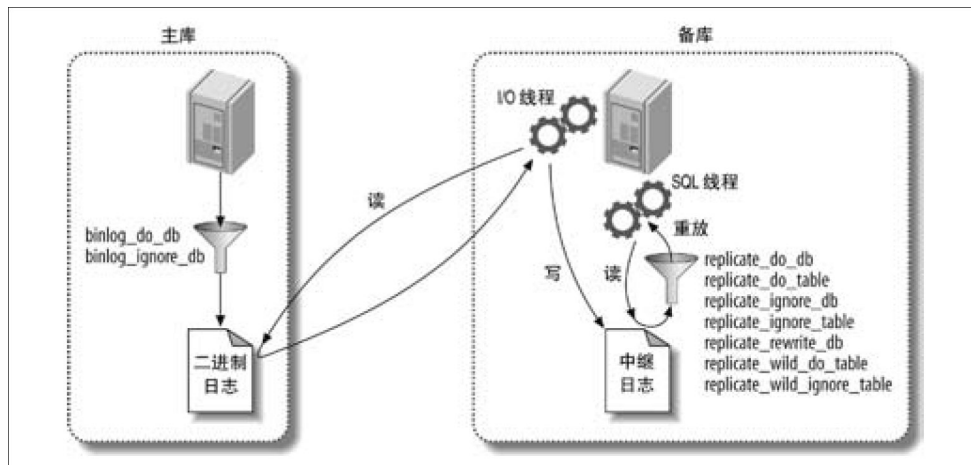 主库
binlog_do_db
binlog_ignore_db
二进制
日志
读
备库
I/O 线程
SQL 线程
重放
写
读
replicate_do_db
replicate_do_table
replicate_ignore_db
replicate_ignore_table
replicate_rewrite_db
replicate_wild_do_table
replicate_wild_ignore_table
中继
日志